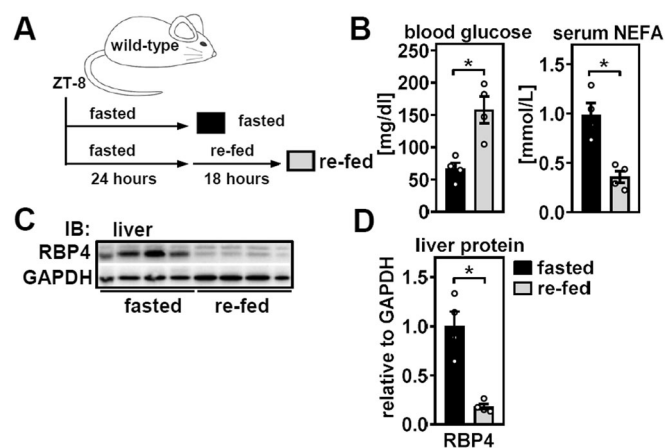 A
wild-type
ZT-8
fasted
fasted
fasted
re-fed
re-fed
24 hours
18 hours
B
blood glucose
[mg/dl]
250
200
150
100
50
0
*
serum NEFA
[mmol/L]
1.5
1.0
0.5
0.0
*
C
IB: liver
RBP4
GAPDH
fasted re-fed
D
liver protein
relative to GAPDH
1.5
1.0
0.5
0.0
*
RBP4
fasted
re-fed